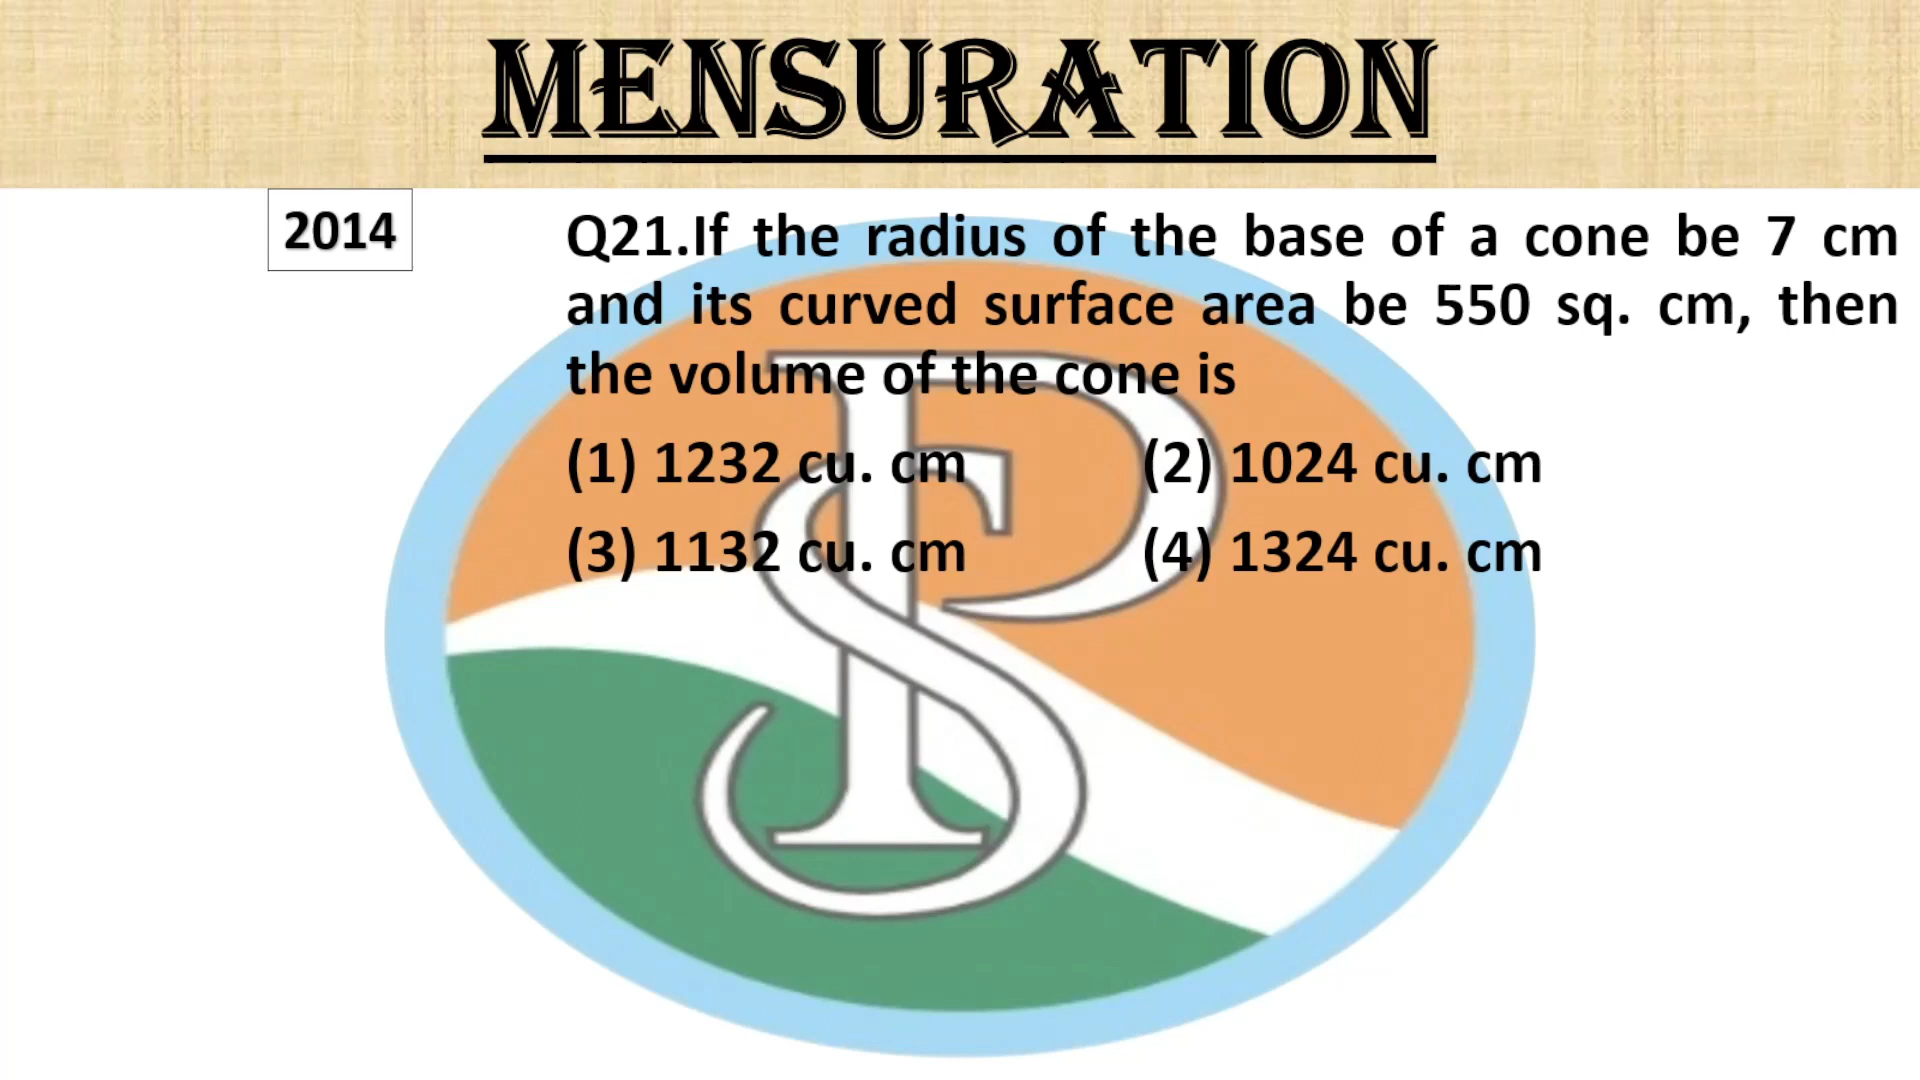 MENSURATION
2014
Q21.If the radius of the base of a cone be 7 cm
and its curved surface area be 550 sq. cm, then
the volume of the cone is
(1) 1232 cu. cm (2) 1024 cu. cm
(3) 1132 cu. cm (4) 1324 cu. cm